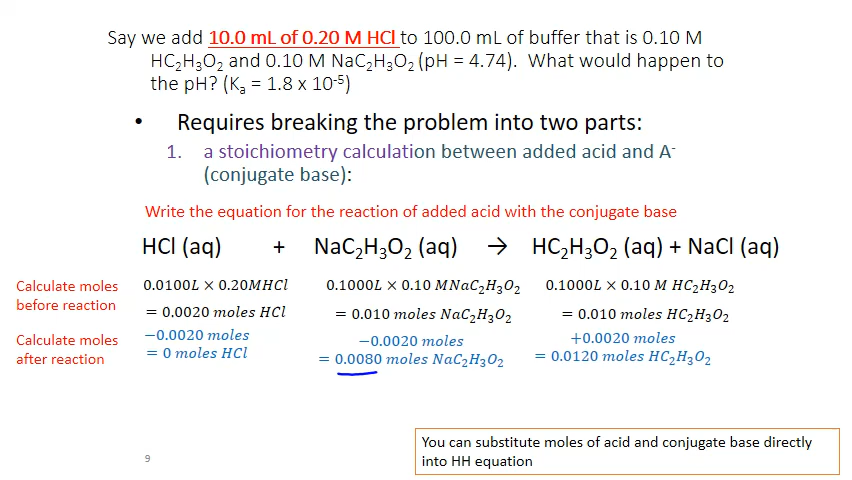 Say we add 10.0 mL of 0.20 M HCl to 100.0 mL of buffer that is 0.10 M
HC₂H₃O₂ and 0.10 M NaC₂H₃O₂ (pH = 4.74). What would happen to
the pH? (Kₐ = 1.8 x 10⁻⁵)
• Requires breaking the problem into two parts:
1. a stoichiometry calculation between added acid and A⁻
(conjugate base):
Write the equation for the reaction of added acid with the conjugate base
HCl (aq) + NaC₂H₃O₂ (aq) → HC₂H₃O₂ (aq) + NaCl (aq)
Calculate moles
before reaction
0.0100L × 0.20MHCl
= 0.0020 moles HCl
0.1000L × 0.10 MNaC₂H₃O₂
= 0.010 moles NaC₂H₃O₂
0.1000L × 0.10 M HC₂H₃O₂
= 0.010 moles HC₂H₃O₂
Calculate moles
after reaction
−0.0020 moles
= 0 moles HCl
−0.0020 moles
= 0.0080 moles NaC₂H₃O₂
+0.0020 moles
= 0.0120 moles HC₂H₃O₂
You can substitute moles of acid and conjugate base directly
into HH equation
9